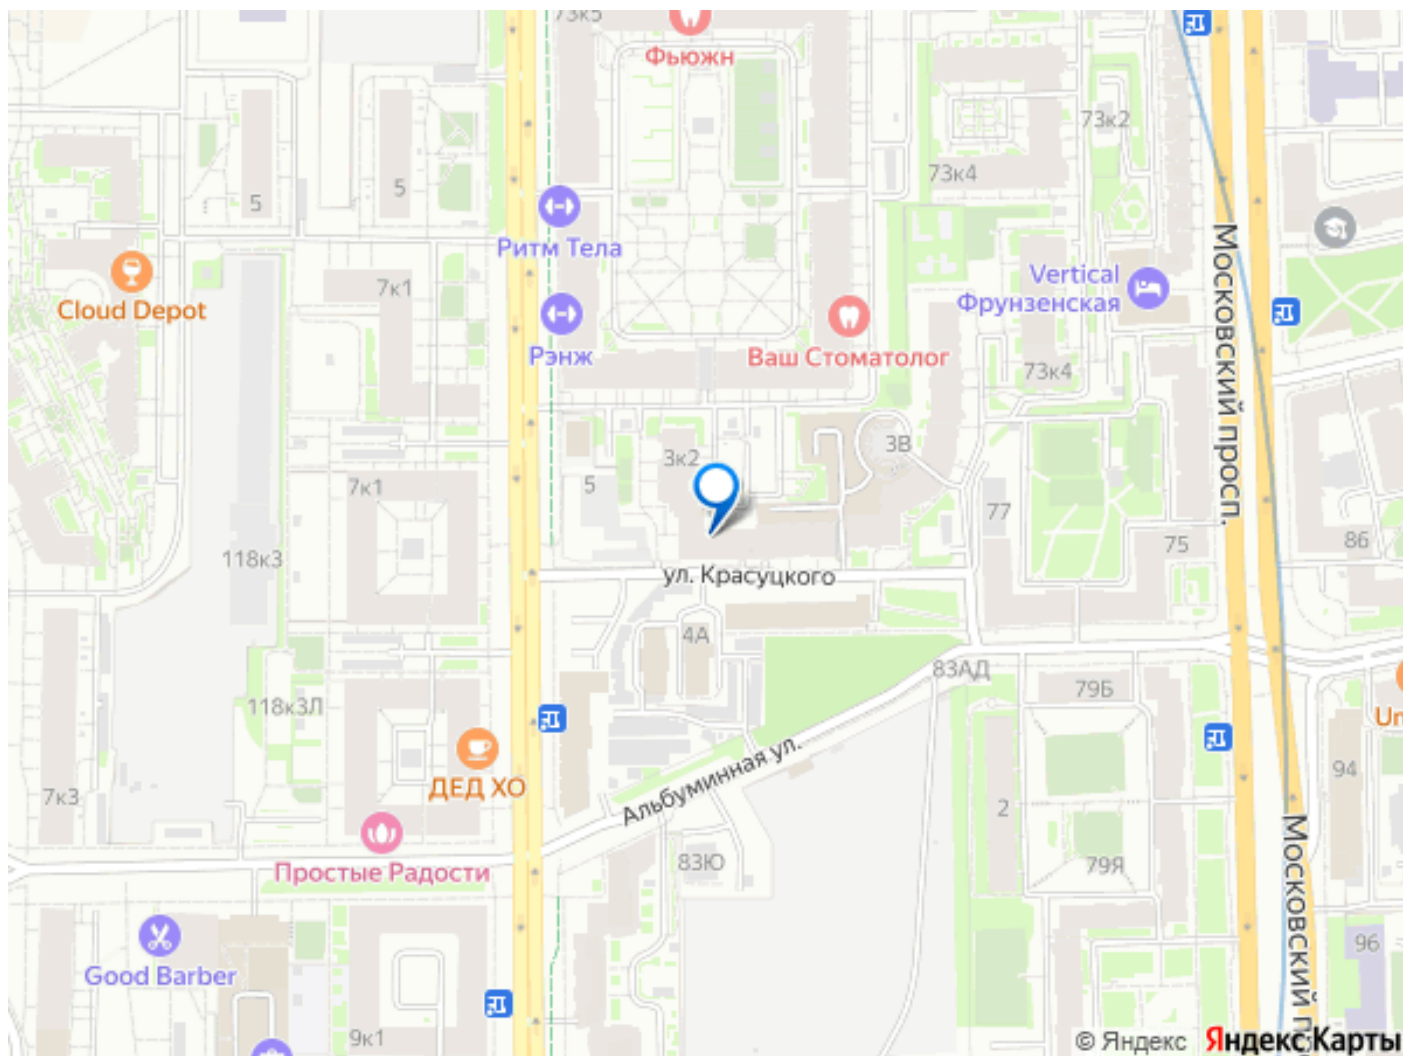 73к5
Фьюжн
73к2
73к4
5
5
Ритм Тела
Cloud Depot
7к1
Vertical
Фрунзенская
Рэнж
Ваш Стоматолог
73к4
Московский просп.
3к2
3В
7к1
5
77
75
86
118к3
ул. Красуцкого
4А
83АД
79Б
118к3Л
Un
94
ДЕД ХО
7к3
Альбуминная ул.
2
Простые Радости
83Ю
79Я
Московский п
Good Barber
96
9к1
© Яндекс
Яндекс Карты